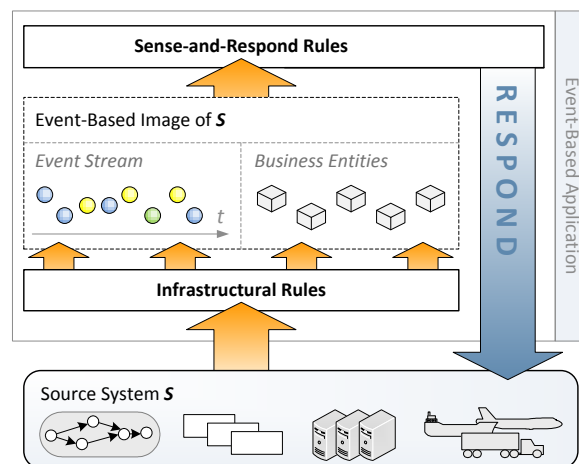 Sense-and-Respond Rules
Event-Based Image of S
Event Stream
Business Entities
t
Infrastructural Rules
RESPOND
Event-Based Application
Source System S